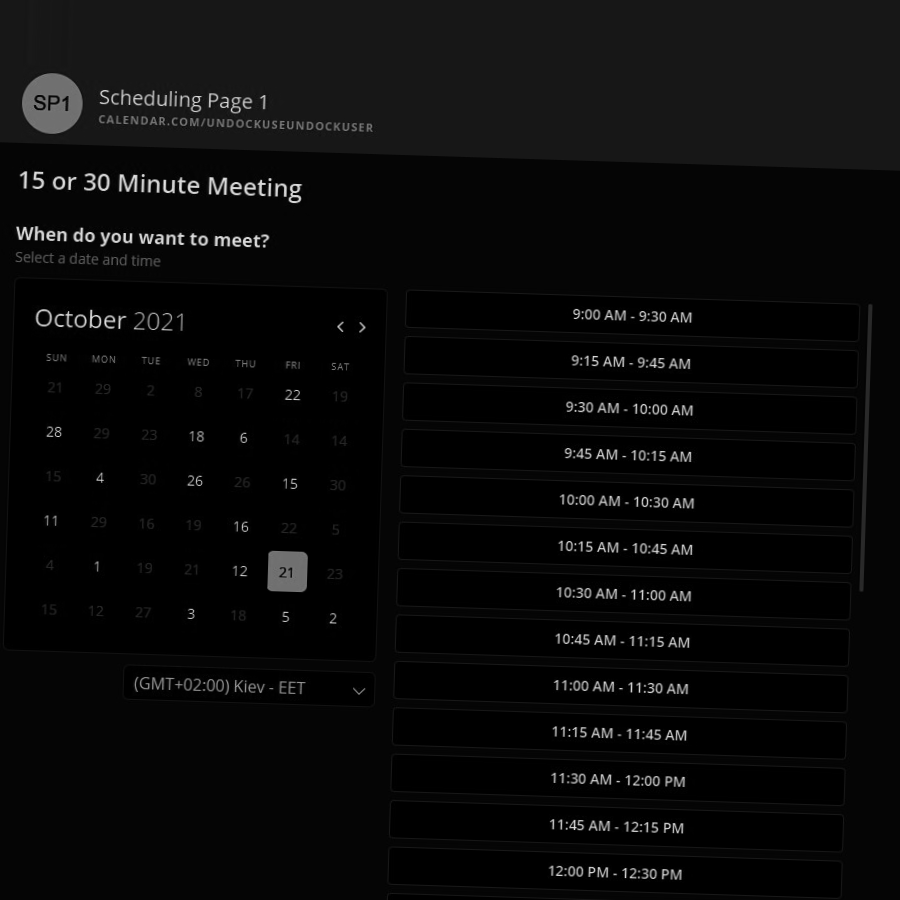 SP1
Scheduling Page 1
CALENDAR.COM/UNDOCKUSEUNDOCKUSER
15 or 30 Minute Meeting
When do you want to meet?
Select a date and time
October 2021
SUN MON TUE WED THU FRI SAT
21 29 2 8 17 22 19
28 29 23 18 6 14 14
15 4 30 26 26 15 30
11 29 16 19 16 22 5
4 1 19 21 12 21 23
15 12 27 3 18 5 2
(GMT+02:00) Kiev - EET
9:00 AM - 9:30 AM
9:15 AM - 9:45 AM
9:30 AM - 10:00 AM
9:45 AM - 10:15 AM
10:00 AM - 10:30 AM
10:15 AM - 10:45 AM
10:30 AM - 11:00 AM
10:45 AM - 11:15 AM
11:00 AM - 11:30 AM
11:15 AM - 11:45 AM
11:30 AM - 12:00 PM
11:45 AM - 12:15 PM
12:00 PM - 12:30 PM